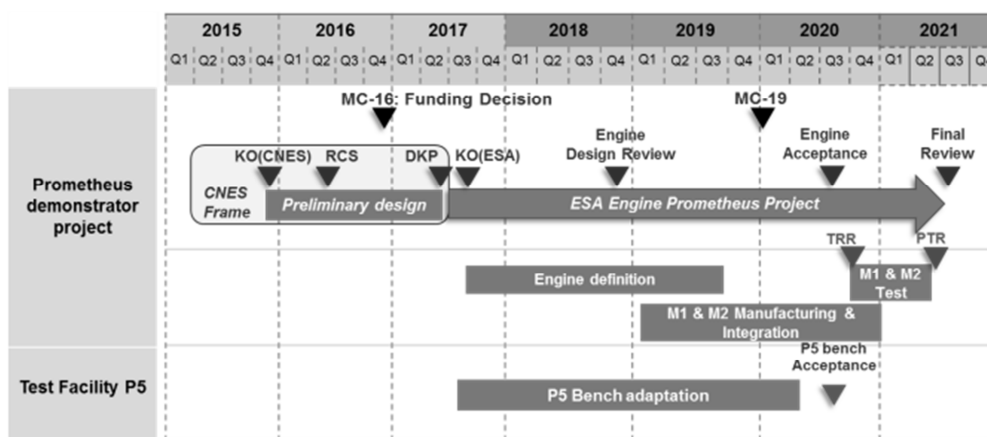 2015 2016 2017 2018 2019 2020 2021
Q1 Q2 Q3 Q4 Q1 Q2 Q3 Q4 Q1 Q2 Q3 Q4 Q1 Q2 Q3 Q4 Q1 Q2 Q3 Q4 Q1 Q2 Q3 Q4 Q1 Q2 Q3 Q4
MC-16: Funding Decision
MC-19
Prometheus
demonstrator
project
KO(CNES)
RCS
DKP
KO(ESA)
Engine
Design Review
Engine
Acceptance
Final
Review
CNES
Frame
Preliminary design
ESA Engine Prometheus Project
TRR
PTR
Engine definition
M1 & M2
Test
M1 & M2 Manufacturing &
Integration
Test Facility P5
P5 bench
Acceptance
P5 Bench adaptation